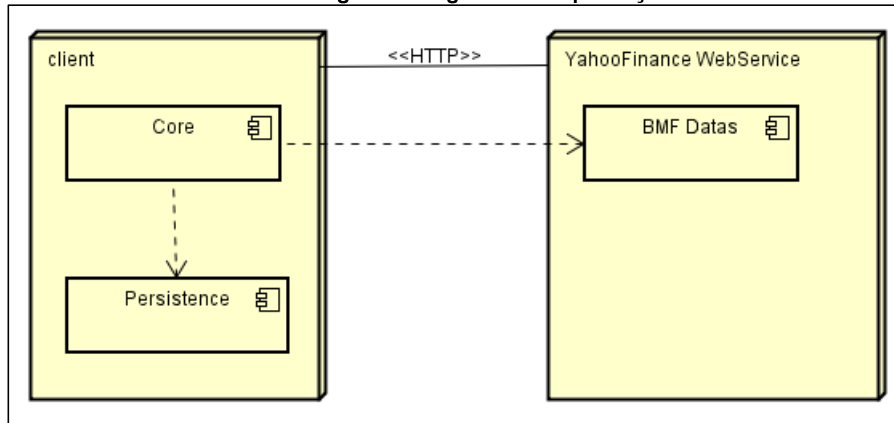 client
<<HTTP>>
YahooFinance WebService
Core
BMF Datas
Persistence